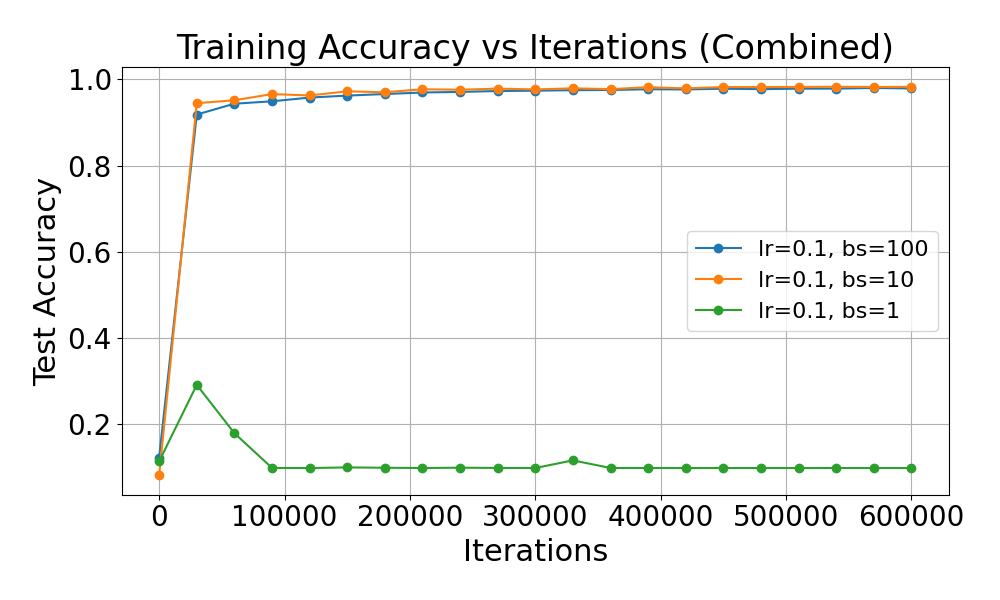 Training Accuracy vs Iterations (Combined)
1.0
0.8
0.6
0.4
0.2
Test Accuracy
lr=0.1, bs=100
lr=0.1, bs=10
lr=0.1, bs=1
0 100000 200000 300000 400000 500000 600000
Iterations